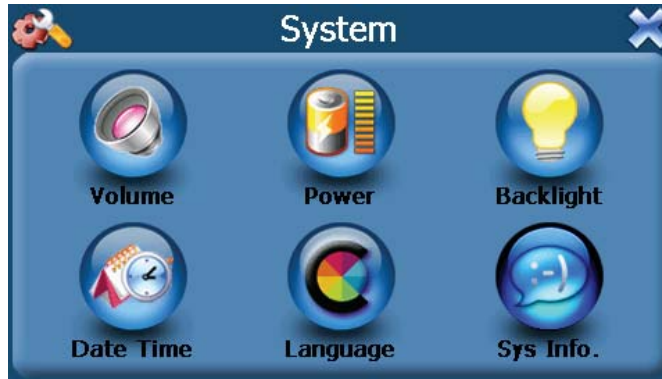 System
Volume
Power
Backlight
Date Time
Language
:-)
Sys Info.